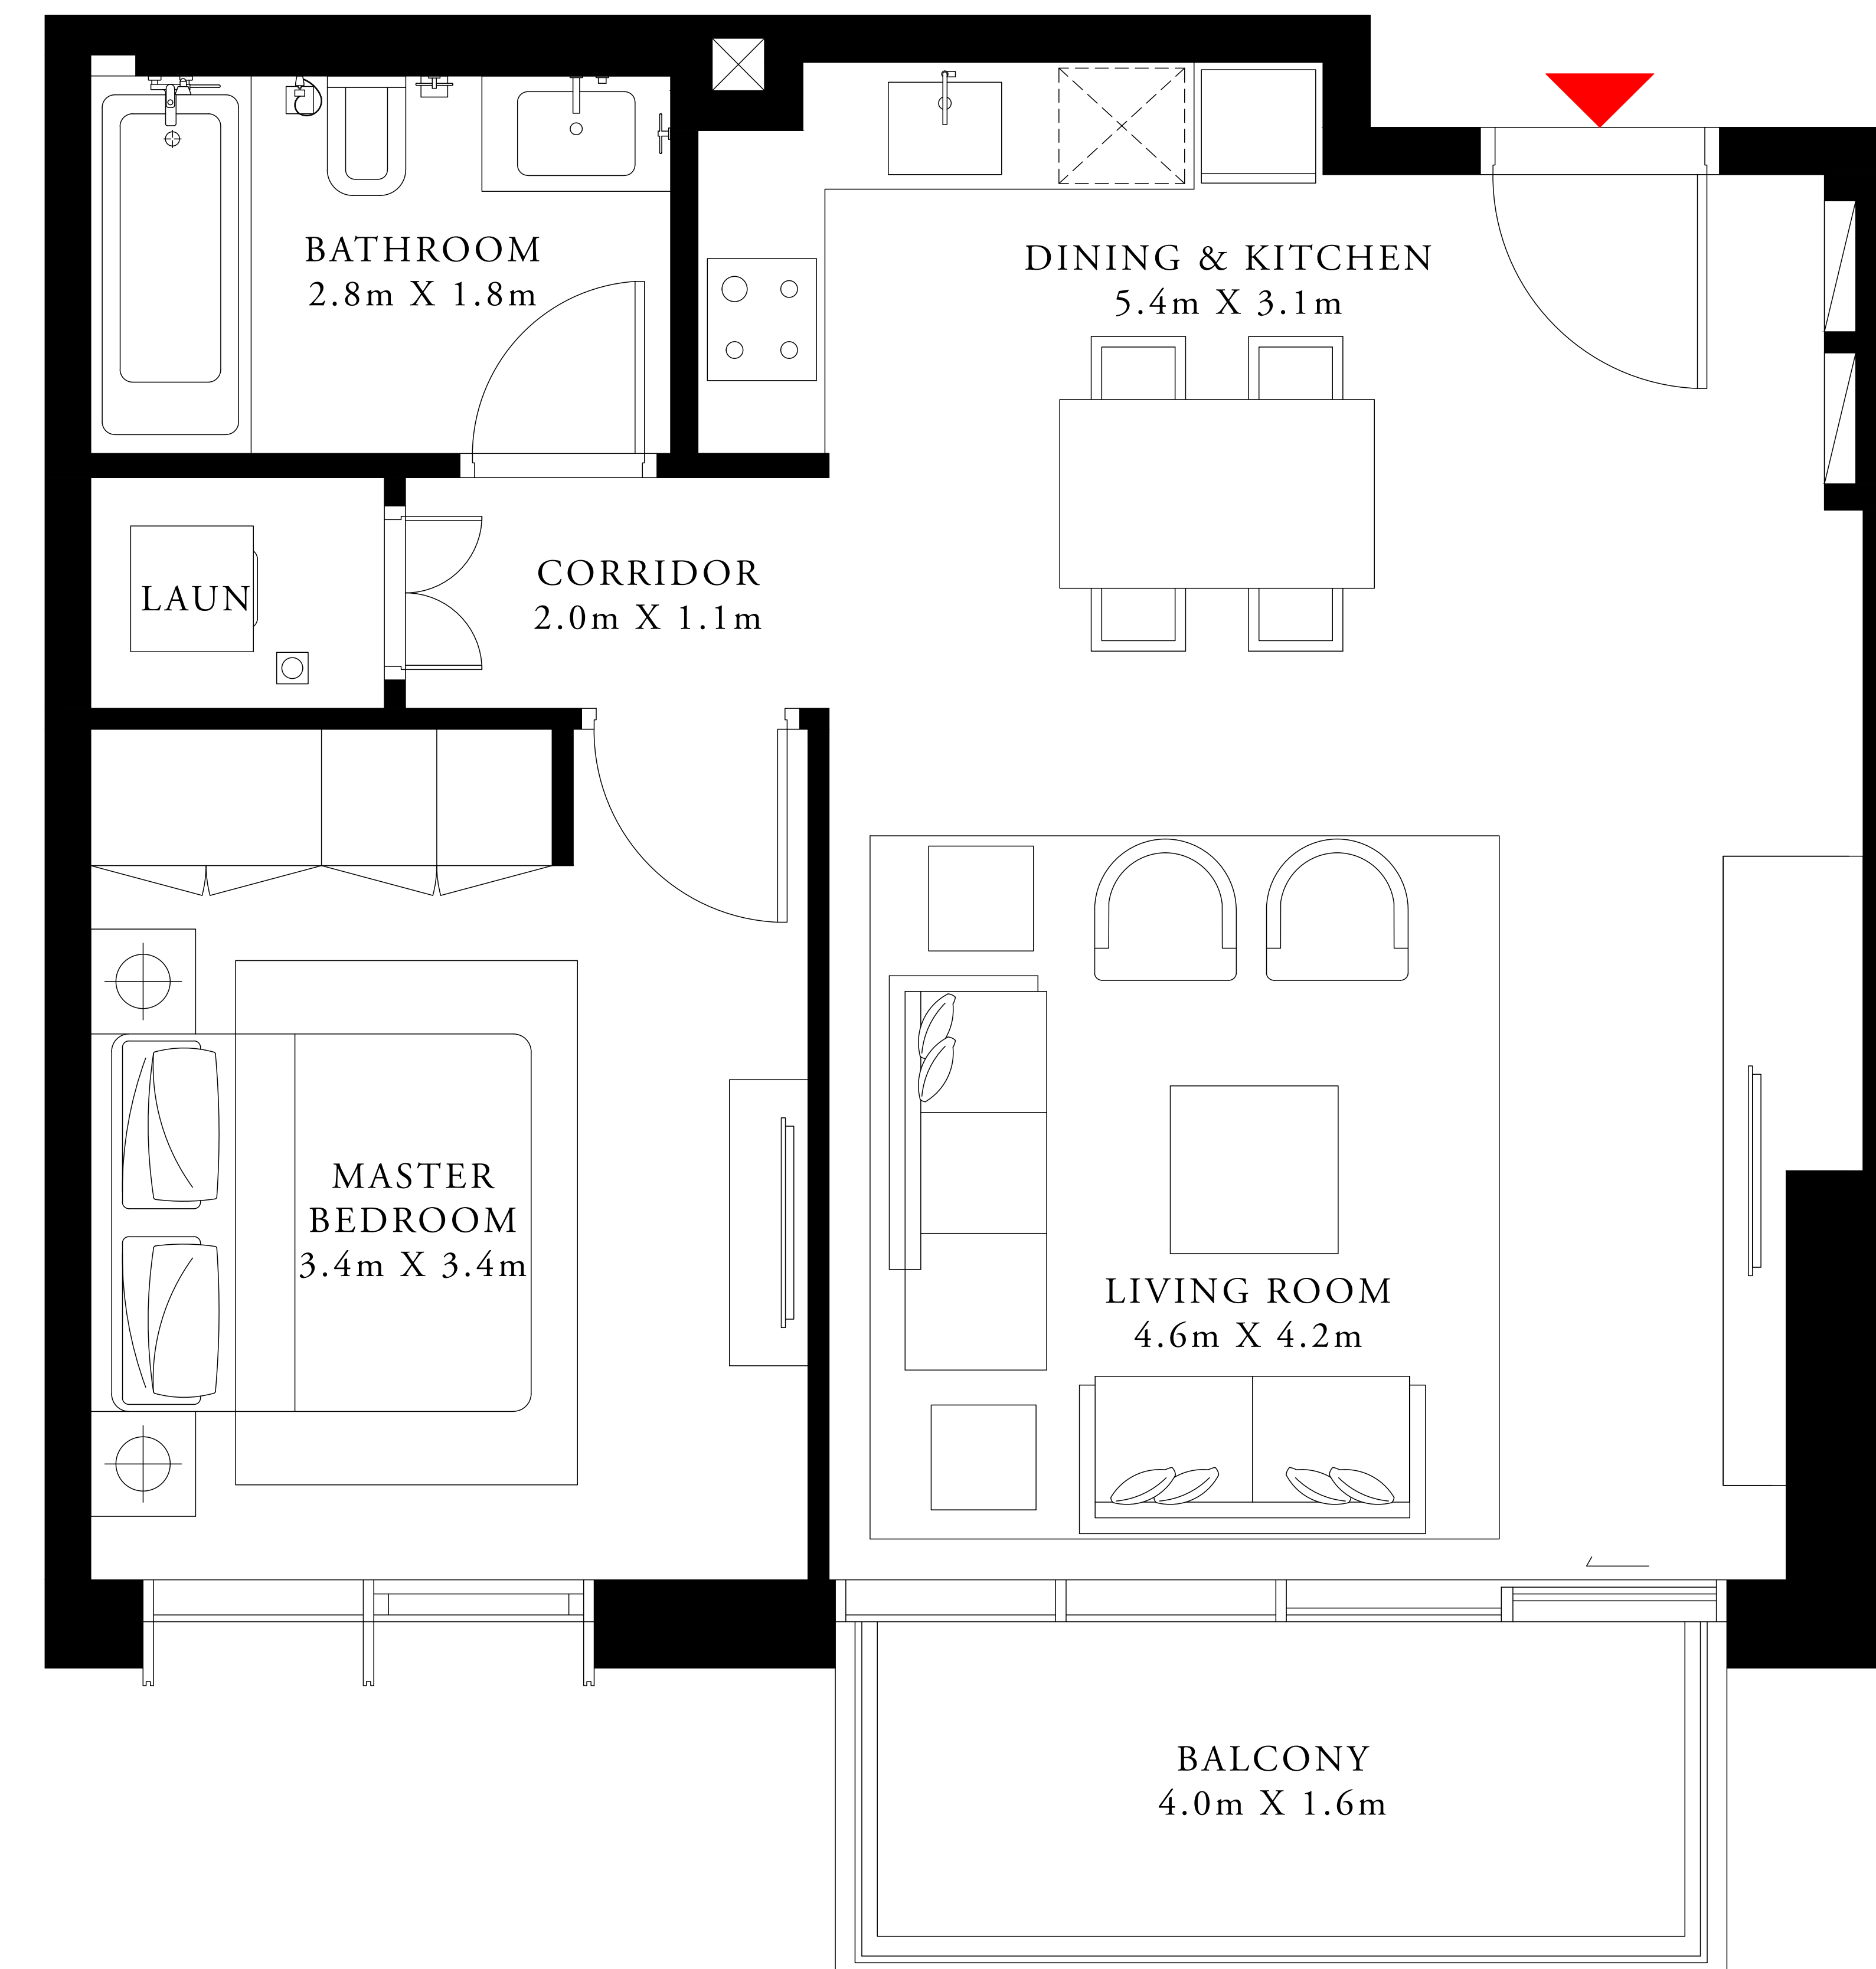 BATHROOM
2.8m X 1.8m
DINING & KITCHEN
5.4m X 3.1m
LAUN
CORRIDOR
2.0m X 1.1m
MASTER
BEDROOM
3.4m X 3.4m
LIVING ROOM
4.6m X 4.2m
BALCONY
4.0m X 1.6m